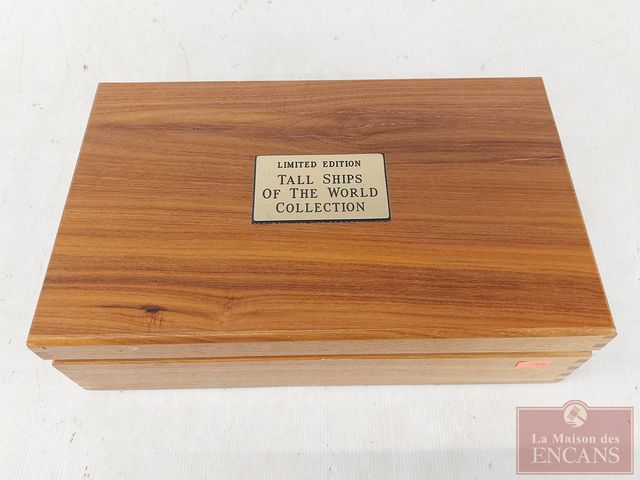 LIMITED EDITION
TALL SHIPS
OF THE WORLD
COLLECTION
La Maison des
ENCANS